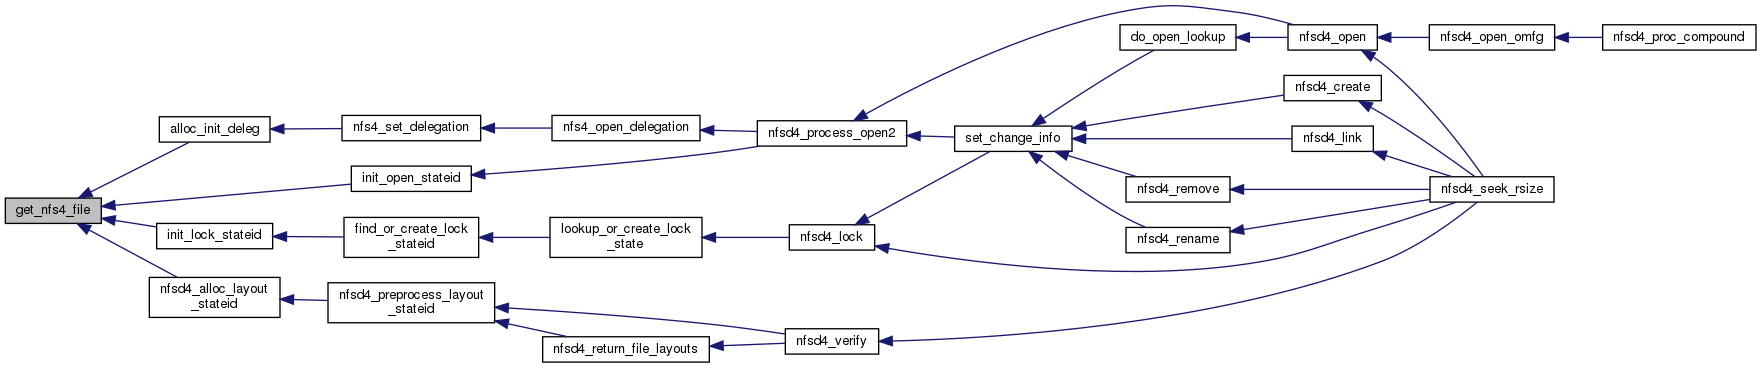 get_nfs4_file
alloc_init_deleg
nfs4_set_delegation
nfs4_open_delegation
nfsd4_process_open2
init_open_stateid
init_lock_stateid
find_or_create_lock
_stateid
lookup_or_create_lock
_state
nfsd4_lock
nfsd4_alloc_layout
_stateid
nfsd4_preprocess_layout
_stateid
nfsd4_return_file_layouts
nfsd4_verify
set_change_info
do_open_lookup
nfsd4_open
nfsd4_open_omfg
nfsd4_proc_compound
nfsd4_create
nfsd4_link
nfsd4_remove
nfsd4_rename
nfsd4_seek_rsize